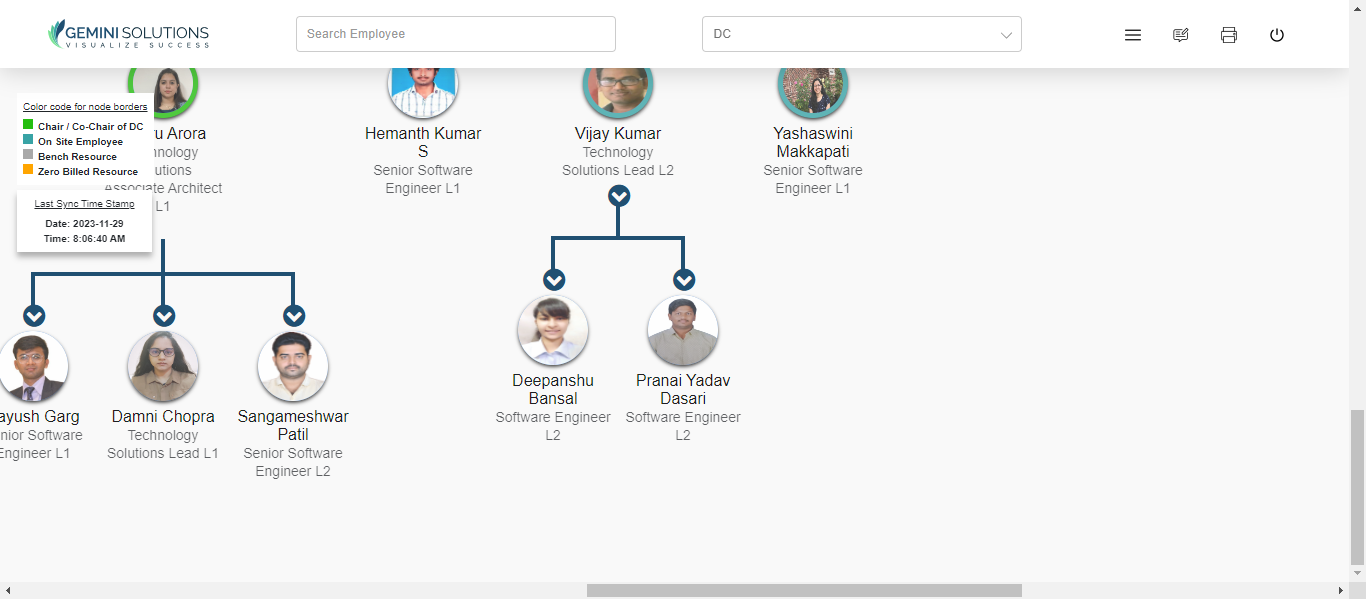 GEMINI SOLUTIONS
VISUALIZE SUCCESS
Search Employee
DC
Color code for node borders
Chair / Co-Chair of DC
On Site Employee
Bench Resource
Zero Billed Resource
Last Sync Time Stamp
Date: 2023-11-29
Time: 8:06:40 AM
Arora
Associate Architect
L1
Hemanth Kumar
S
Senior Software
Engineer L1
Vijay Kumar
Technology
Solutions Lead L2
Yashaswini
Makkapati
Senior Software
Engineer L1
ayush Garg
nior Software
Engineer L1
Damni Chopra
Technology
Solutions Lead L1
Sangameshwar
Patil
Senior Software
Engineer L2
Deepanshu
Bansal
Software Engineer
L2
Pranai Yadav
Dasari
Software Engineer
L2